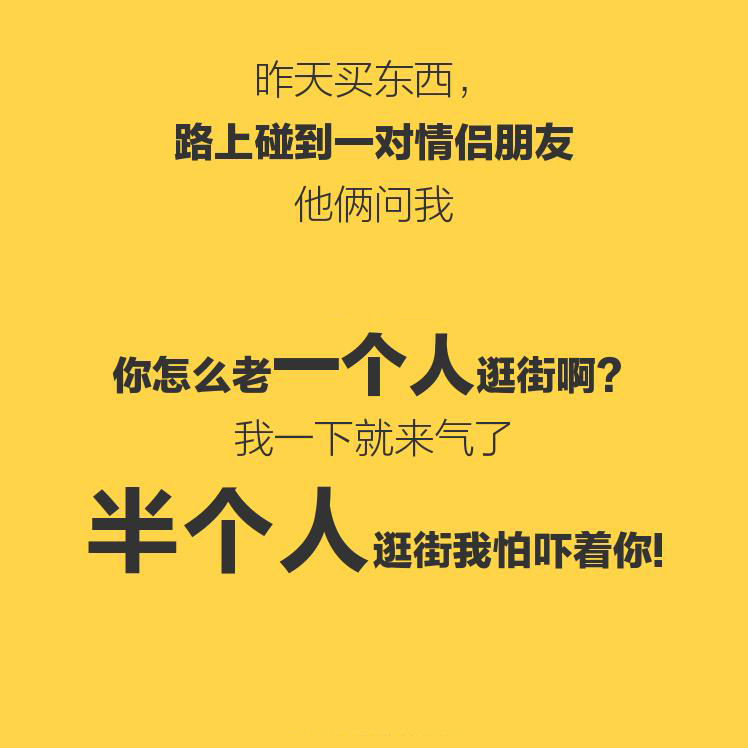 昨天买东西，
路上碰到一对情侣朋友
他俩问我
你怎么老一个人逛街啊？
我一下就来气了
半个人逛街我怕吓着你!